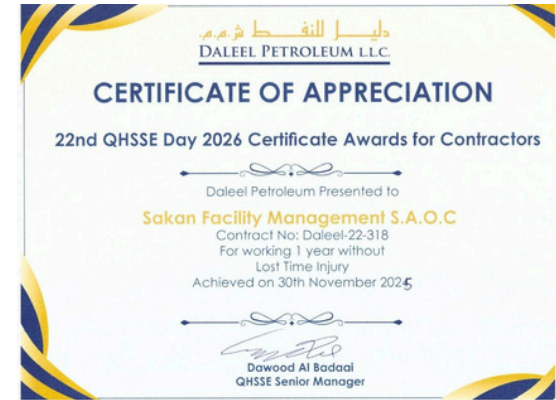 دليل للنفط ش.م.م.
DALEEL PETROLEUM L.L.C.
CERTIFICATE OF APPRECIATION
22nd QHSSE Day 2026 Certificate Awards for Contractors
Daleel Petroleum Presented to
Sakan Facility Management S.A.O.C
Contract No: Daleel-22-318
For working 1 year without
Lost Time Injury
Achieved on 30th November 2025
Dawood Al Badaai
QHSSE Senior Manager